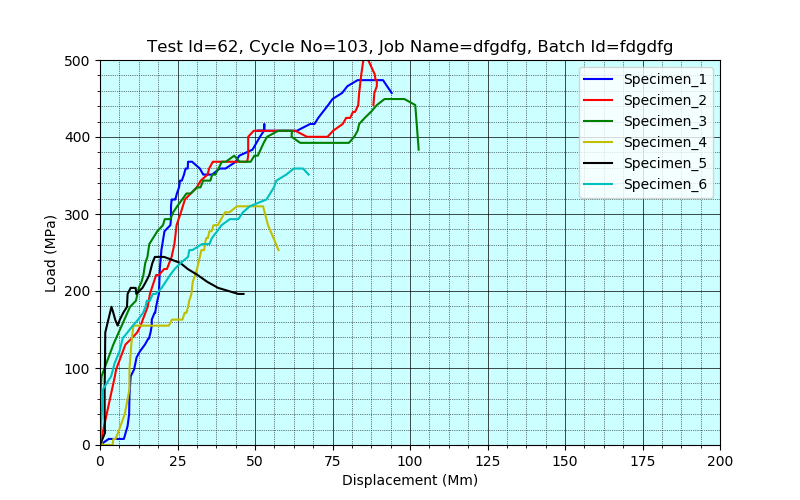 Test Id=62, Cycle No=103, Job Name=dfgdfg, Batch Id=fdgdfg
500
400
300
200
100
0
Load (MPa)
Specimen_1
Specimen_2
Specimen_3
Specimen_4
Specimen_5
Specimen_6
0 25 50 75 100 125 150 175 200
Displacement (Mm)